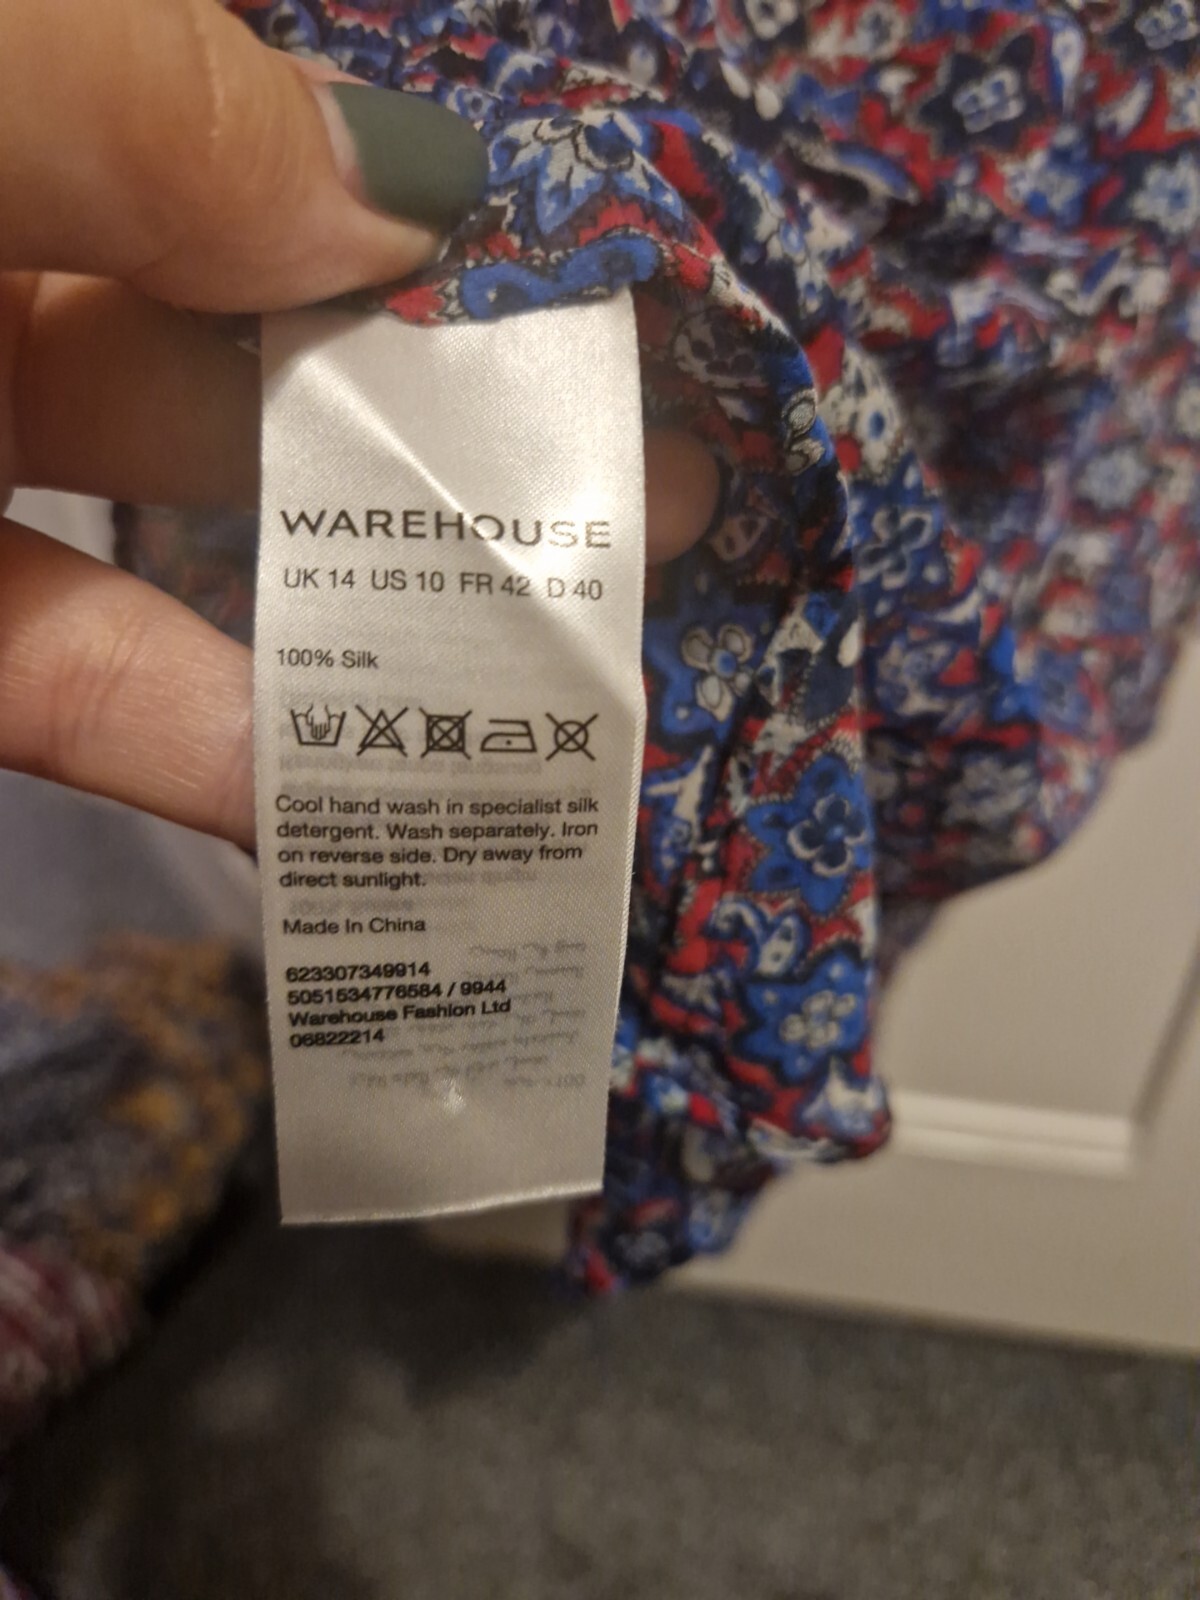 WAREHOUSE
UK 14 US 10 FR 42 D 40
100% Silk
Cool hand wash in specialist silk
detergent. Wash separately. Iron
on reverse side. Dry away from
direct sunlight.
Made In China
623307349914
5051534776584 / 9944
Warehouse Fashion Ltd
06822214